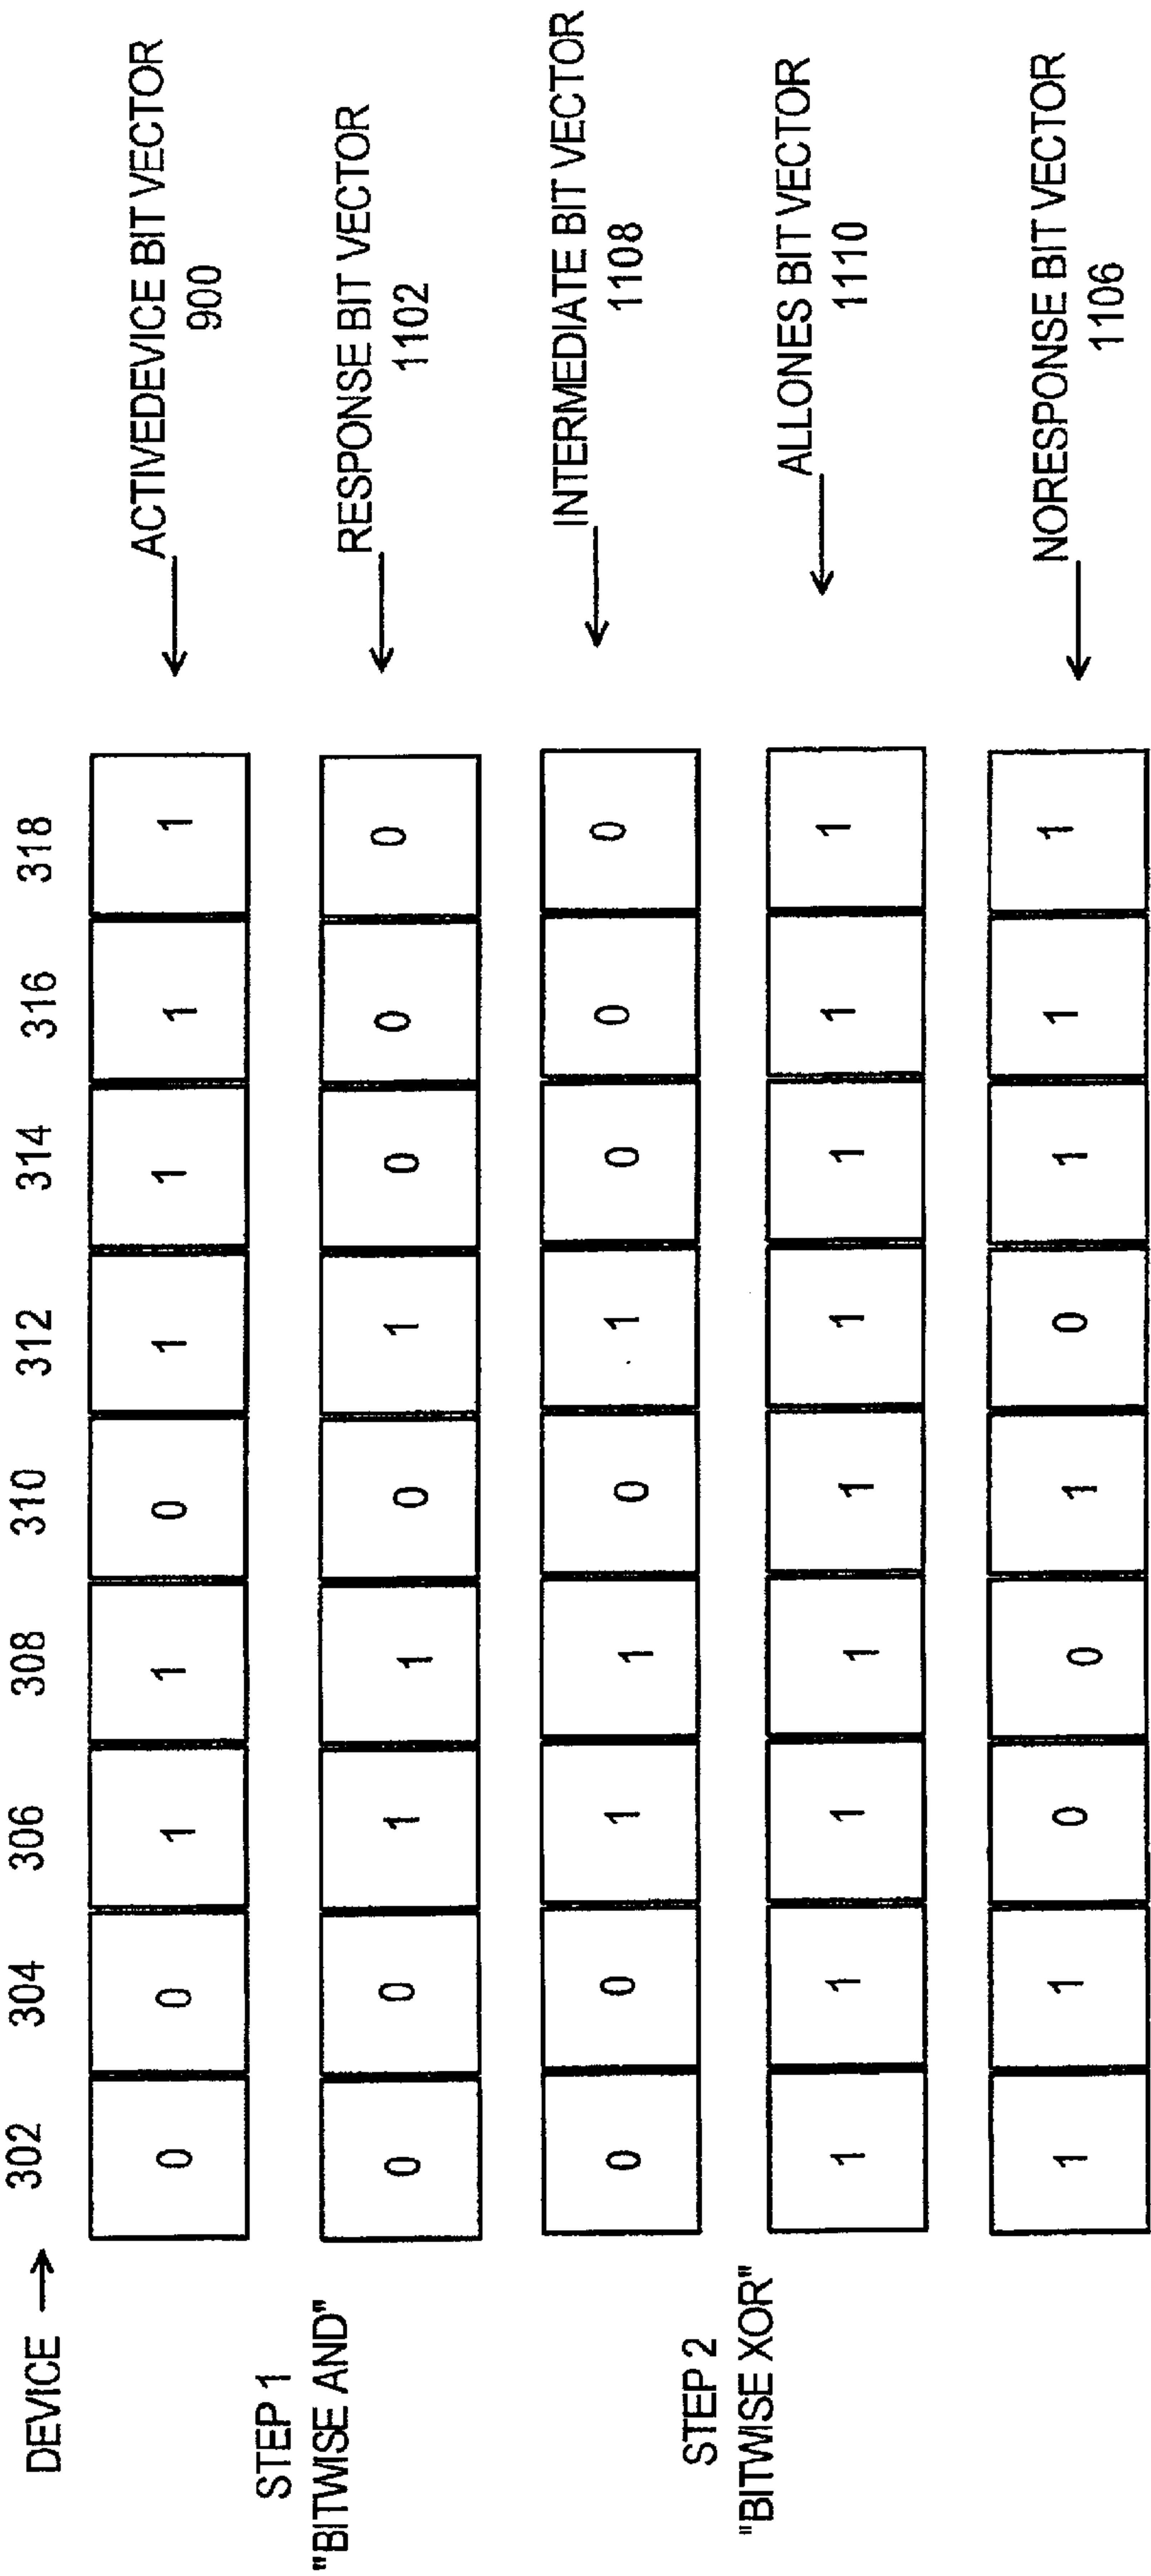 DEVICE → 302 304 306 308 310 312 314 316 318
0 0 1 1 0 1 1 1 1
ACTIVEDEVICE BIT VECTOR
900
STEP 1
"BITWISE AND"
0 0 1 1 0 1 0 0 0
RESPONSE BIT VECTOR
1102
0 0 1 1 0 1 0 0 0
INTERMEDIATE BIT VECTOR
1108
STEP 2
"BITWISE XOR"
1 1 1 1 1 1 1 1 1
ALLONES BIT VECTOR
1110
1 1 0 0 1 0 1 1 1
NORESPONSE BIT VECTOR
1106